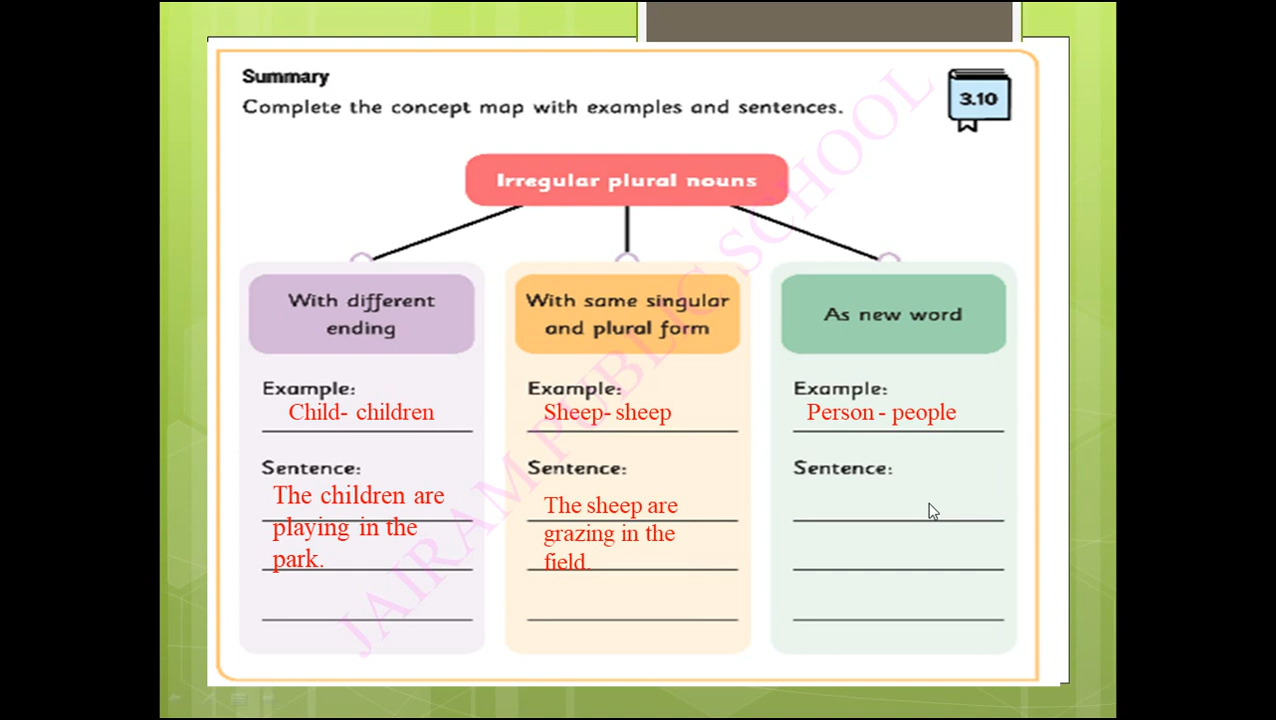 Summary
Complete the concept map with examples and sentences.
3.10
Irregular plural nouns
With different
ending
Example:
Child- children
Sentence:
The children are
playing in the
park.
With same singular
and plural form
Example:
Sheep- sheep
Sentence:
The sheep are
grazing in the
field.
As new word
Example:
Person - people
Sentence:
JAIRAM PUBLIC SCHOOL